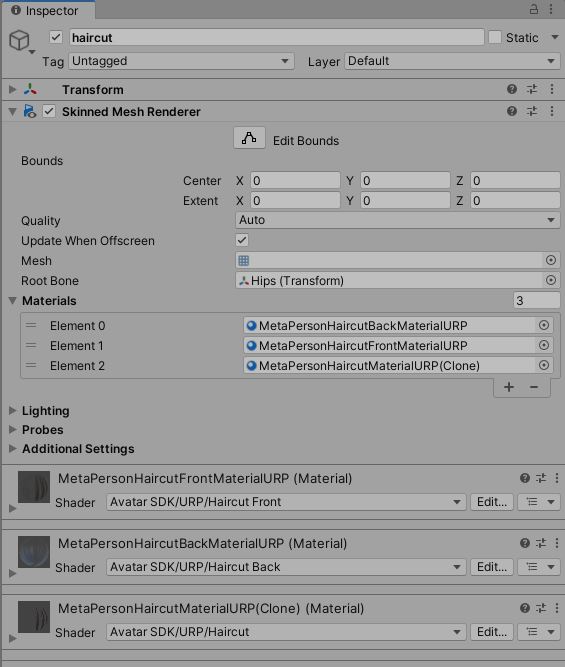 Inspector
haircut
Static
Tag Untagged Layer Default
Transform
Skinned Mesh Renderer
Edit Bounds
Bounds
Center X 0 Y 0 Z 0
Extent X 0 Y 0 Z 0
Quality Auto
Update When Offscreen
Mesh
Root Bone Hips (Transform)
Materials 3
Element 0 MetaPersonHaircutBackMaterialURP
Element 1 MetaPersonHaircutFrontMaterialURP
Element 2 MetaPersonHaircutMaterialURP(Clone)
Lighting
Probes
Additional Settings
MetaPersonHaircutFrontMaterialURP (Material)
Shader Avatar SDK/URP/Haircut Front Edit...
MetaPersonHaircutBackMaterialURP (Material)
Shader Avatar SDK/URP/Haircut Back Edit...
MetaPersonHaircutMaterialURP(Clone) (Material)
Shader Avatar SDK/URP/Haircut Edit...